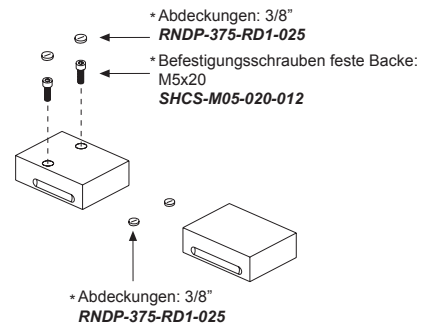 * Abdeckungen: 3/8”
RNDP-375-RD1-025
* Befestigungsschrauben feste Backe:
M5x20
SHCS-M05-020-012
* Abdeckungen: 3/8”
RNDP-375-RD1-025